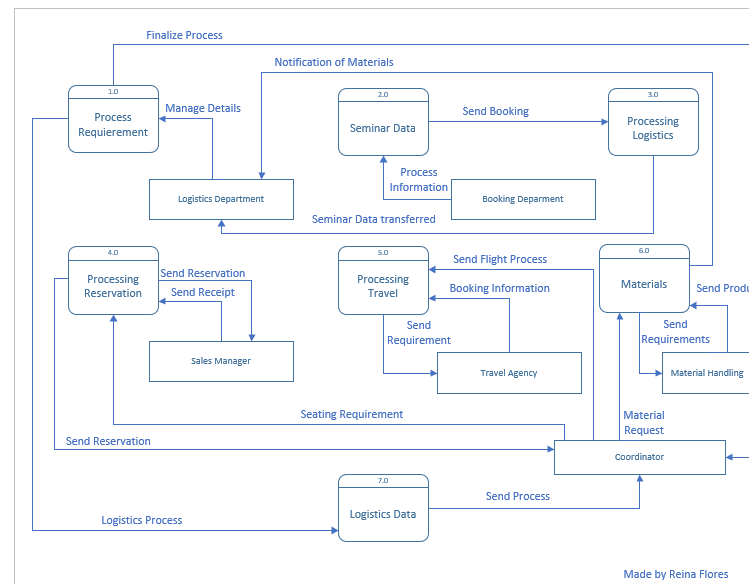 Finalize Process
Notification of Materials
1.0
Process
Requierement
Manage Details
2.0
Seminar Data
Send Booking
3.0
Processing
Logistics
Process
Information
Logistics Department
Booking Deparment
Seminar Data transferred
4.0
Processing
Reservation
Send Reservation
Send Receipt
5.0
Processing
Travel
Send Flight Process
Booking Information
6.0
Materials
Send Produ
Send
Requirement
Send
Requirements
Sales Manager
Travel Agency
Material Handling
Seating Requirement
Material
Request
Send Reservation
Coordinator
7.0
Logistics Data
Send Process
Logistics Process
Made by Reina Flores